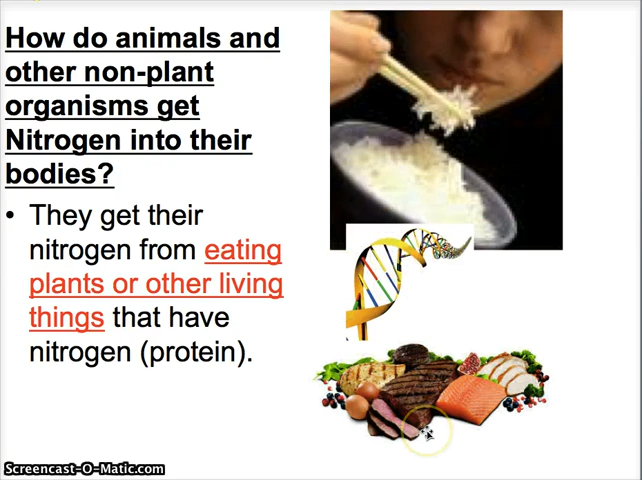 How do animals and
other non-plant
organisms get
Nitrogen into their
bodies?
• They get their
nitrogen from eating
plants or other living
things that have
nitrogen (protein).
Screencast-O-Matic.com